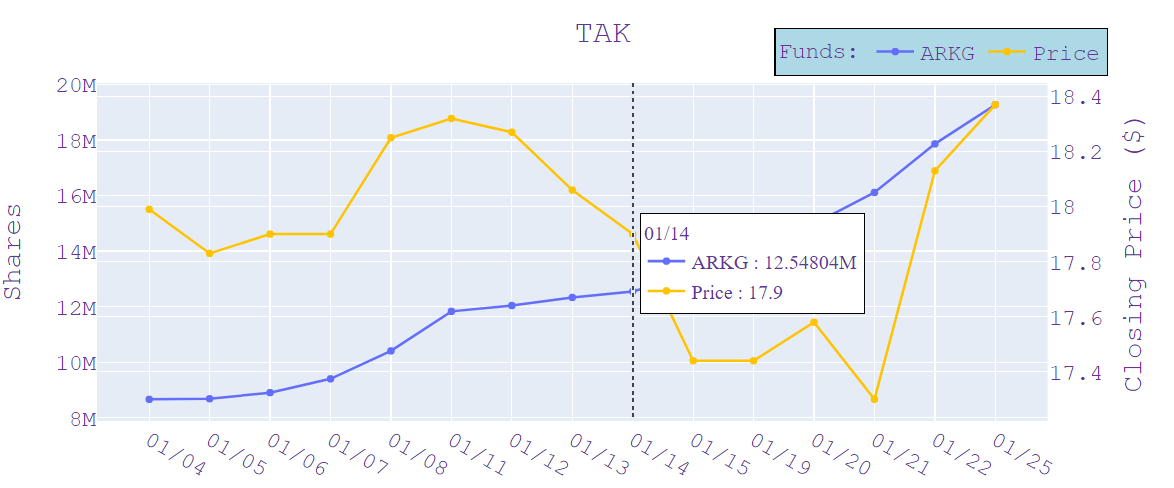 TAK
Funds: ARKG Price
20M
18M
16M
14M
12M
10M
8M
Shares
18.4
18.2
18
17.8
17.6
17.4
Closing Price ($)
01/14
ARKG : 12.54804M
Price : 17.9
01/04 01/05 01/06 01/07 01/08 01/11 01/12 01/13 01/14 01/15 01/19 01/20 01/21 01/22 01/25